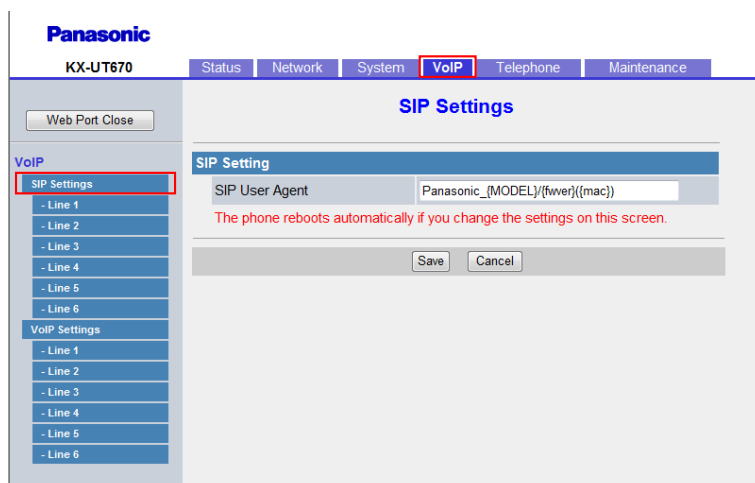 Panasonic
KX-UT670
Status Network System VoIP Telephone Maintenance
Web Port Close
SIP Settings
VoIP
SIP Settings
- Line 1
- Line 2
- Line 3
- Line 4
- Line 5
- Line 6
VoIP Settings
- Line 1
- Line 2
- Line 3
- Line 4
- Line 5
- Line 6
SIP Setting
SIP User Agent Panasonic_{MODEL}/{fwver}({mac})
The phone reboots automatically if you change the settings on this screen.
Save Cancel